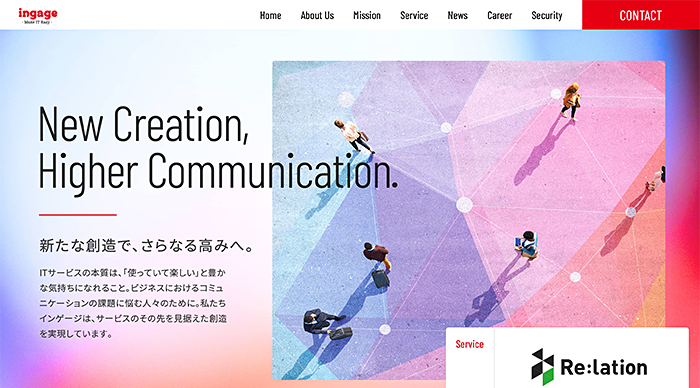 ingage
- Make IT Easy -
Home About Us Mission Service News Career Security CONTACT
New Creation,
Higher Communication.
新たな創造で、さらなる高みへ。
ITサービスの本質は、「使っていて楽しい」と豊か
な気持ちになれること。ビジネスにおけるコミュ
ニケーションの課題に悩む人々のために。私たち
インゲージは、サービスのその先を見据えた創造
を実現しています。
Service
Re:lation